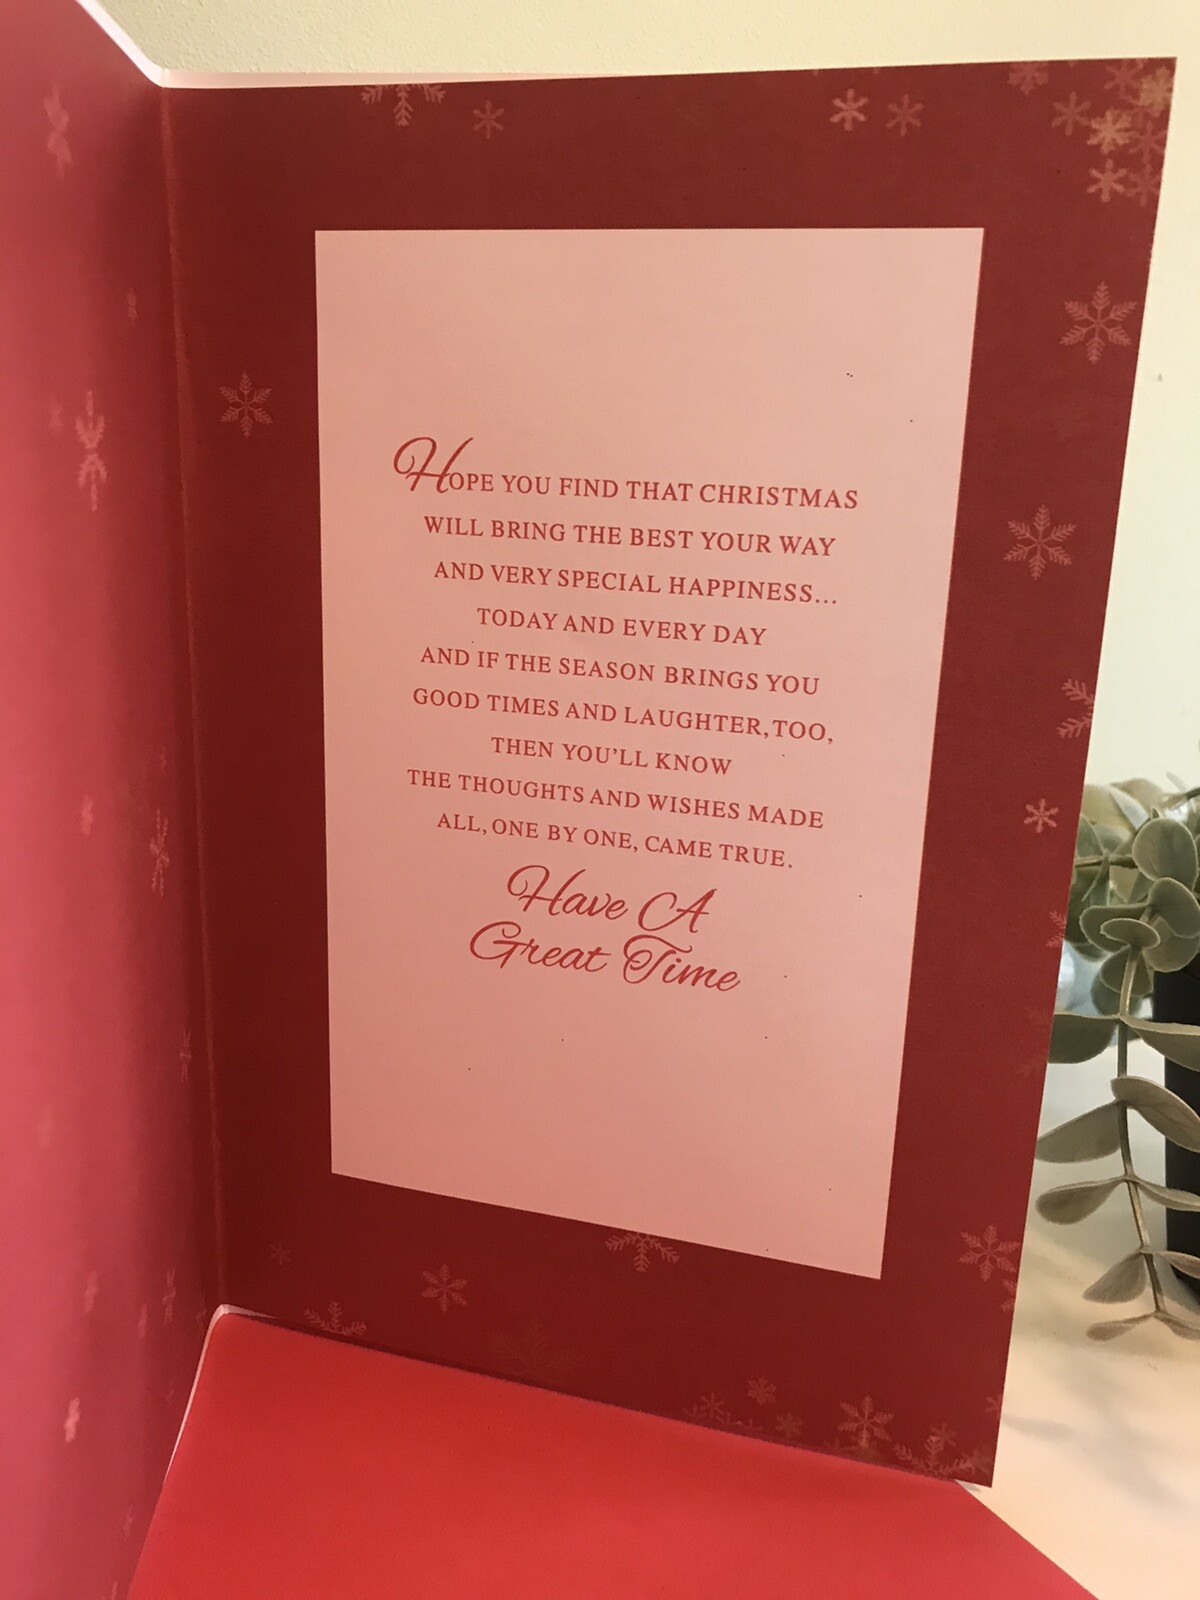 HOPE YOU FIND THAT CHRISTMAS
WILL BRING THE BEST YOUR WAY
AND VERY SPECIAL HAPPINESS...
TODAY AND EVERY DAY
AND IF THE SEASON BRINGS YOU
GOOD TIMES AND LAUGHTER, TOO,
THEN YOU'LL KNOW
THE THOUGHTS AND WISHES MADE
ALL, ONE BY ONE, CAME TRUE.
Have A
Great Time